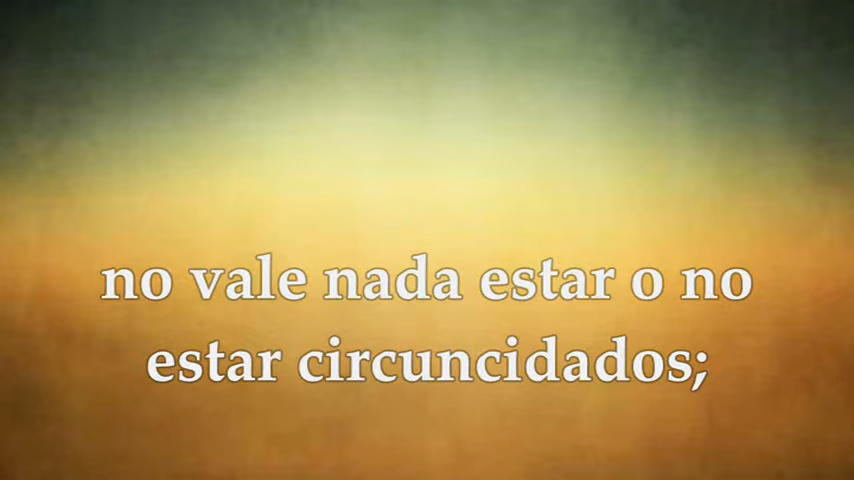 no vale nada estar o no
estar circuncidados;